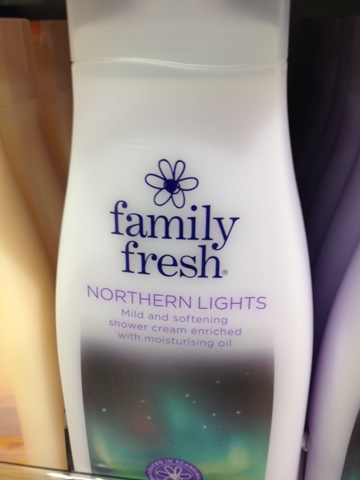 family
fresh®
NORTHERN LIGHTS
Mild and softening
shower cream enriched
with moisturising oil